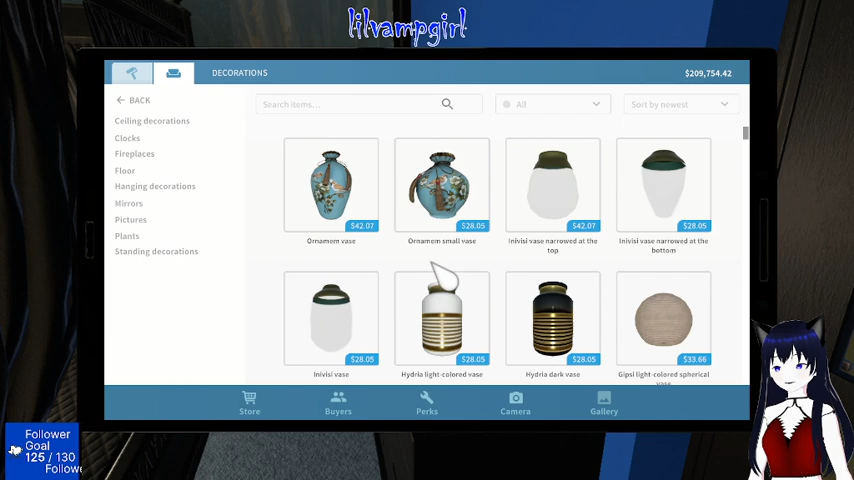 lilvampgirl
DECORATIONS
$209,754.42
BACK
Search items...
All
Sort by newest
Ceiling decorations
Clocks
Fireplaces
Floor
Hanging decorations
Mirrors
Pictures
Plants
Standing decorations
$42.07
$28.05
$42.07
$28.05
Ornamem vase
Ornamem small vase
Inivisi vase narrowed at the top
Inivisi vase narrowed at the bottom
$28.05
$28.05
$28.05
$33.66
Inivisi vase
Hydria light-colored vase
Hydria dark vase
Gipsi light-colored spherical
vase
Store
Buyers
Perks
Camera
Gallery
Follower
Goal
125 / 130
Followe